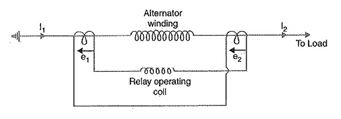 Alternator
winding
I1
I2
To Load
e1
e2
Relay operating
coil